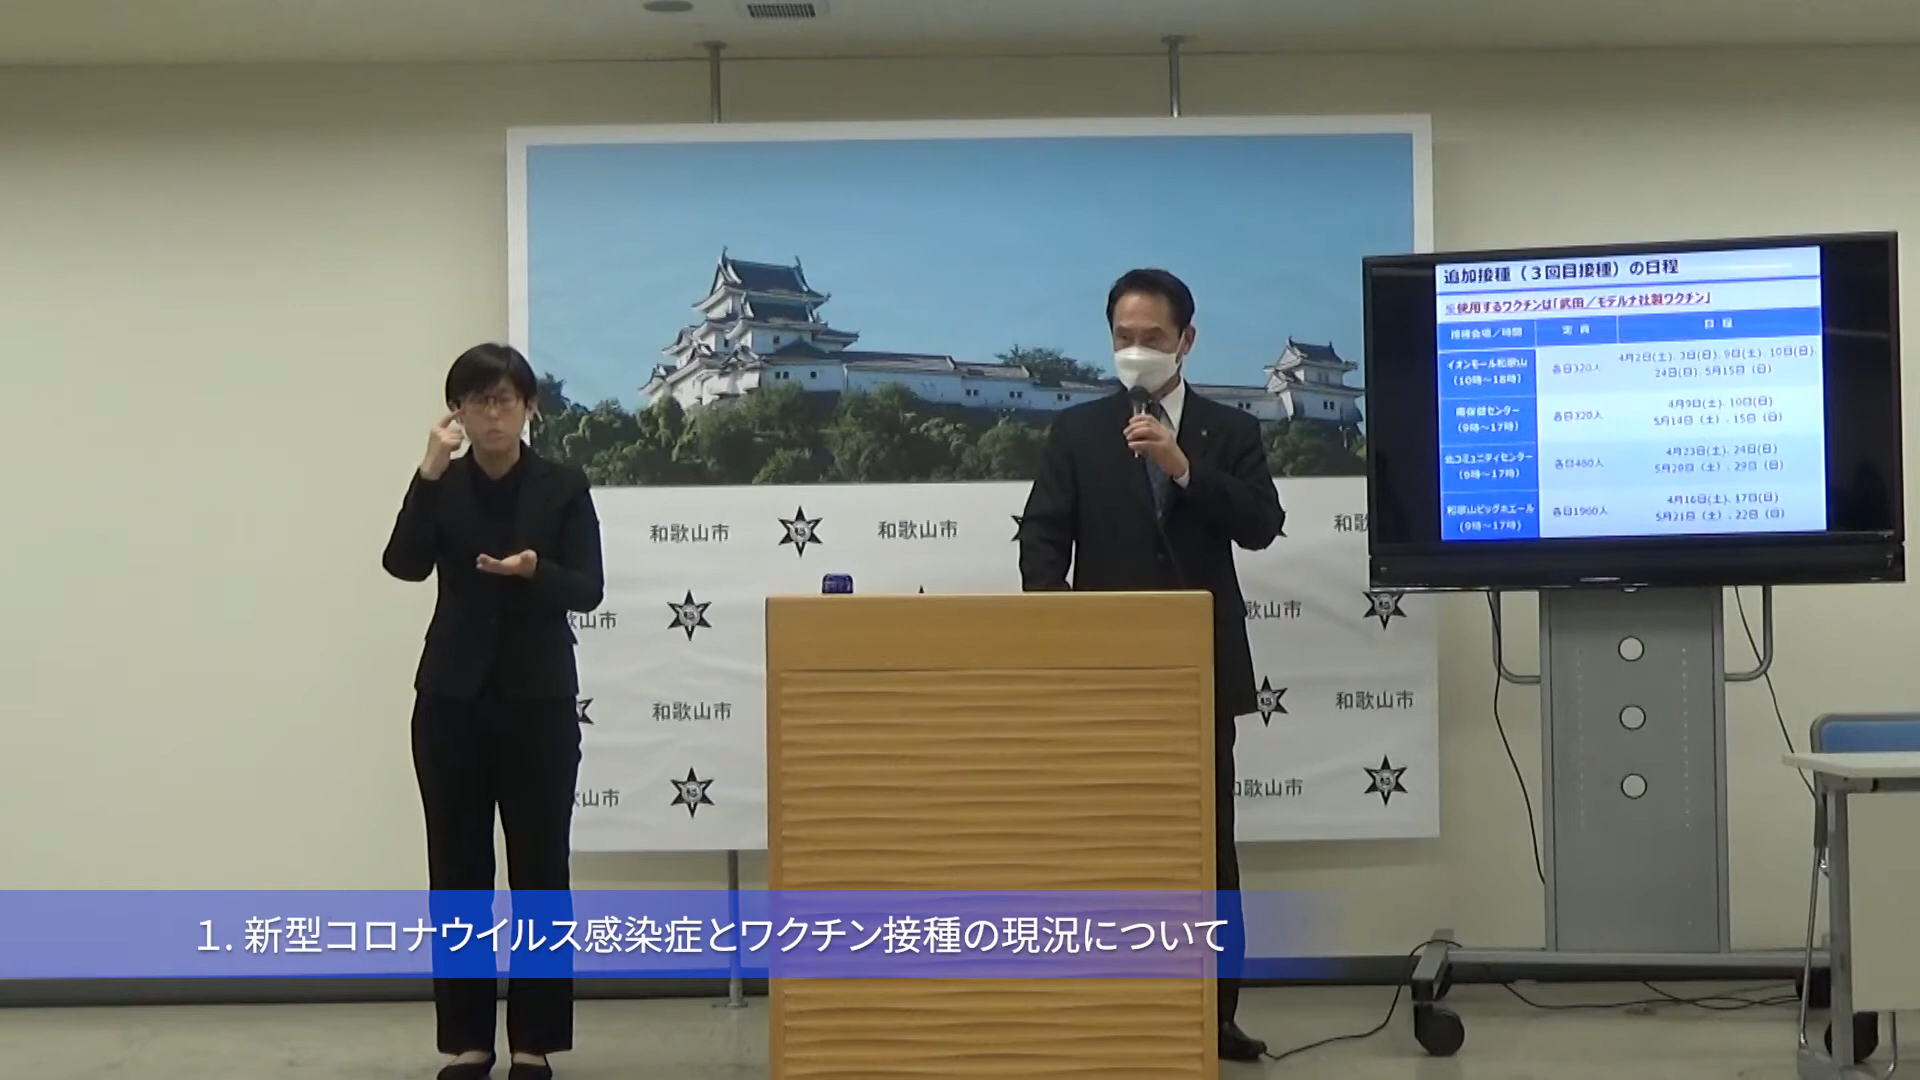 追加接種（３回目接種）の日程
※使用するワクチンは「武田／モデルナ社製ワクチン」
接種会場／時間 定 員 日 程
イオンモール和歌山
(10時～18時)
各日320人
4月2日(土)、3日(日)、9日(土)、10日(日)、
24日(日)、5月15日（日）
南保健センター
(9時～17時)
各日320人
4月9日(土)、10日(日)
5月14日（土）、15日（日）
北コミュニティセンター
(9時～17時)
各日480人
4月23日(土)、24日(日)
5月28日（土）、29日（日）
和歌山ビッグホエール
(9時～17時)
各日1960人
4月16日(土)、17日(日)
5月21日（土）、22日（日）
和歌山市 和歌山市 和歌
歌山市 歌山市
和歌山市 和歌山市
山市 歌山市
1. 新型コロナウイルス感染症とワクチン接種の現況について